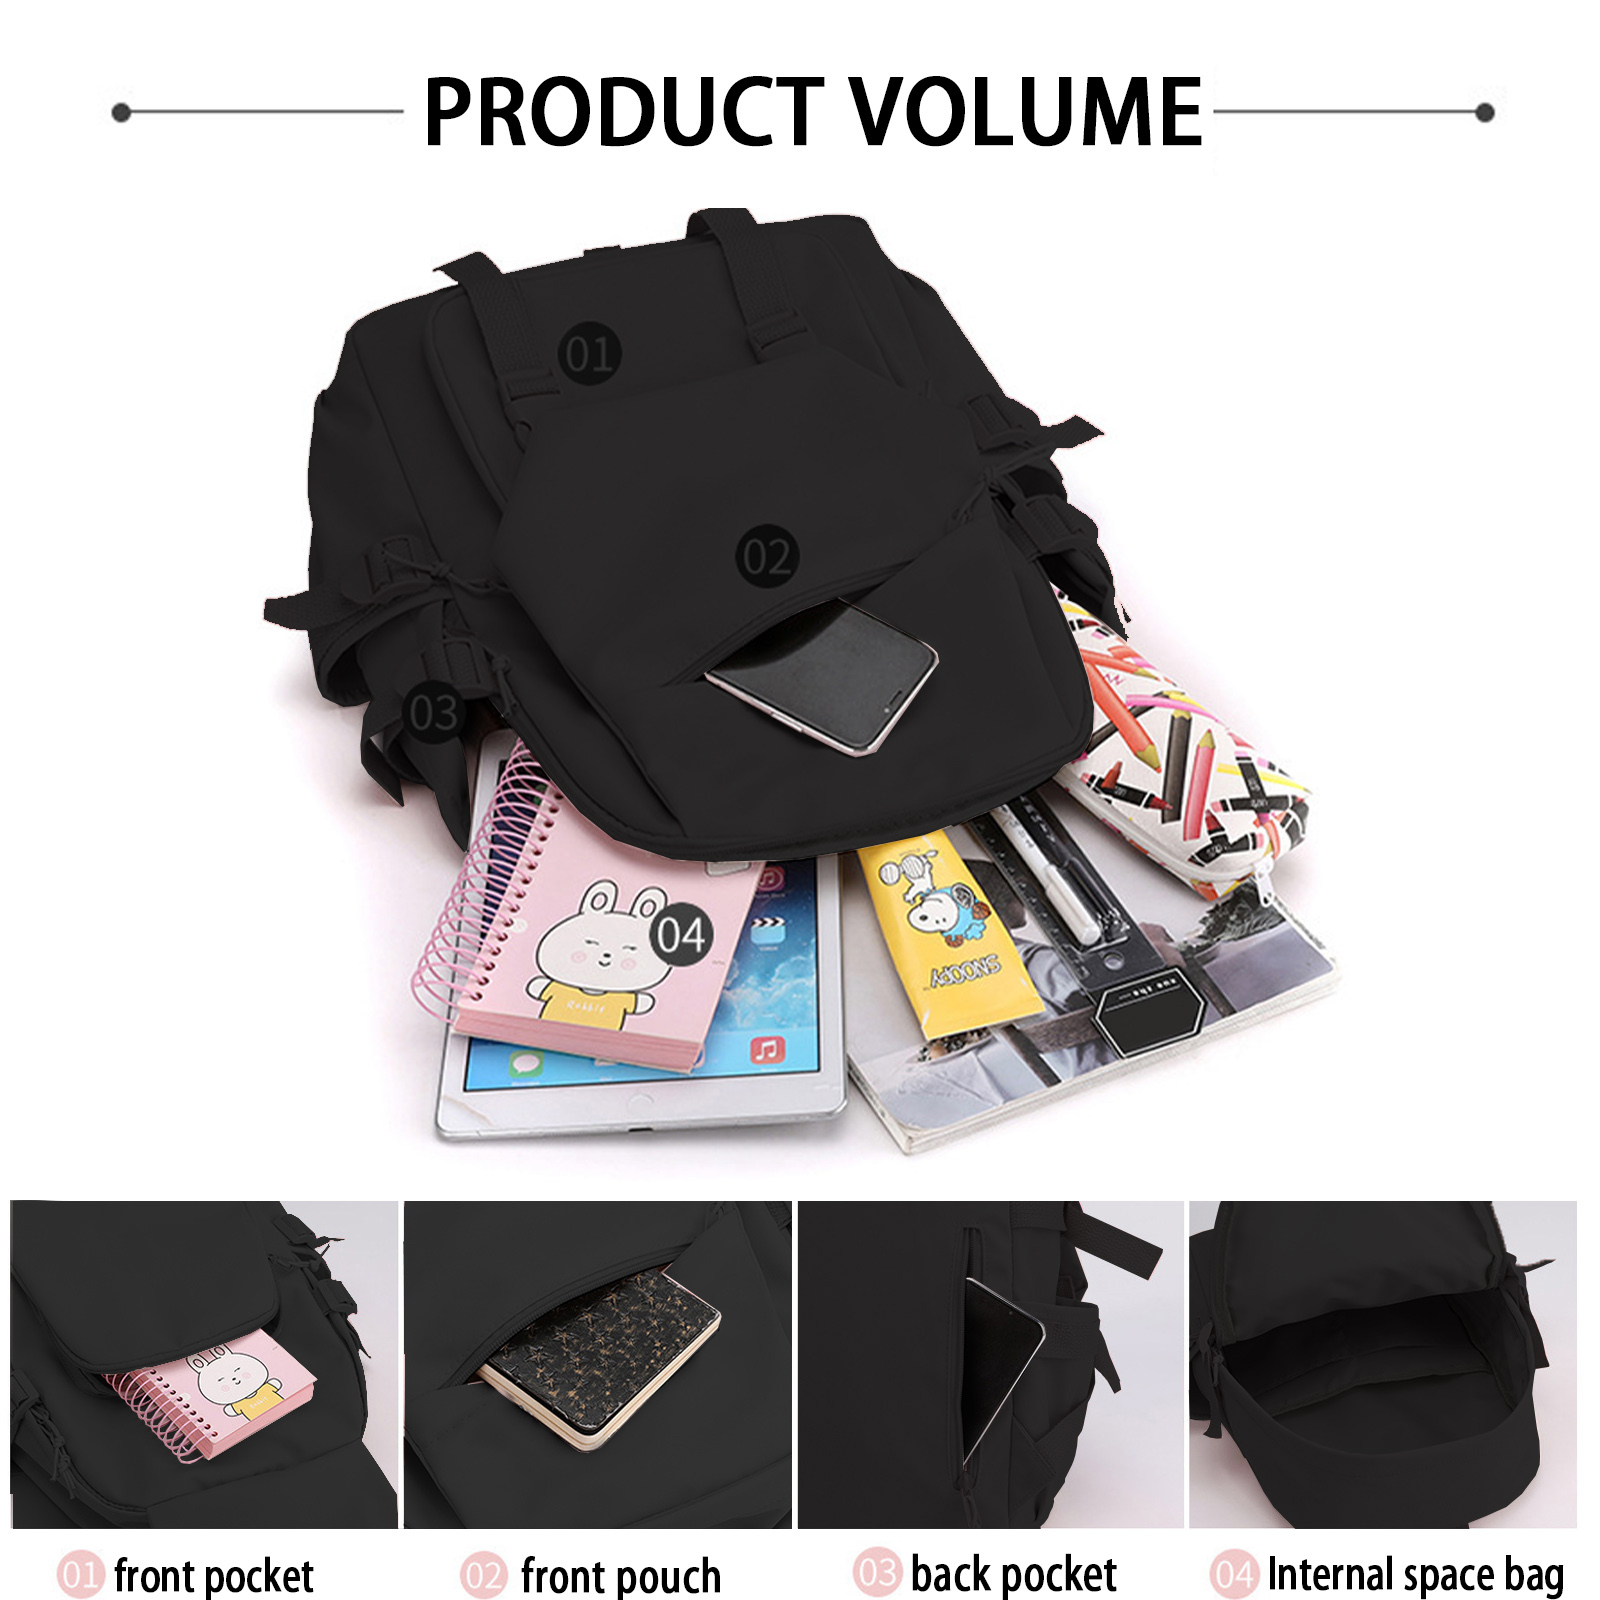 PRODUCT VOLUME
01
02
03
04
Rabbit
SNOOPY
01 front pocket
02 front pouch
03 back pocket
04 Internal space bag